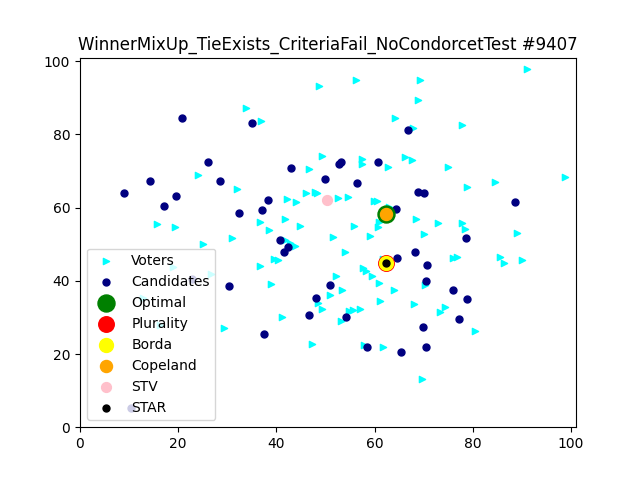 WinnerMixUp_TieExists_CriteriaFail_NoCondorcetTest #9407
100
80
60
40
20
0
Voters
Candidates
Optimal
Plurality
Borda
Copeland
STV
STAR
0 20 40 60 80 100